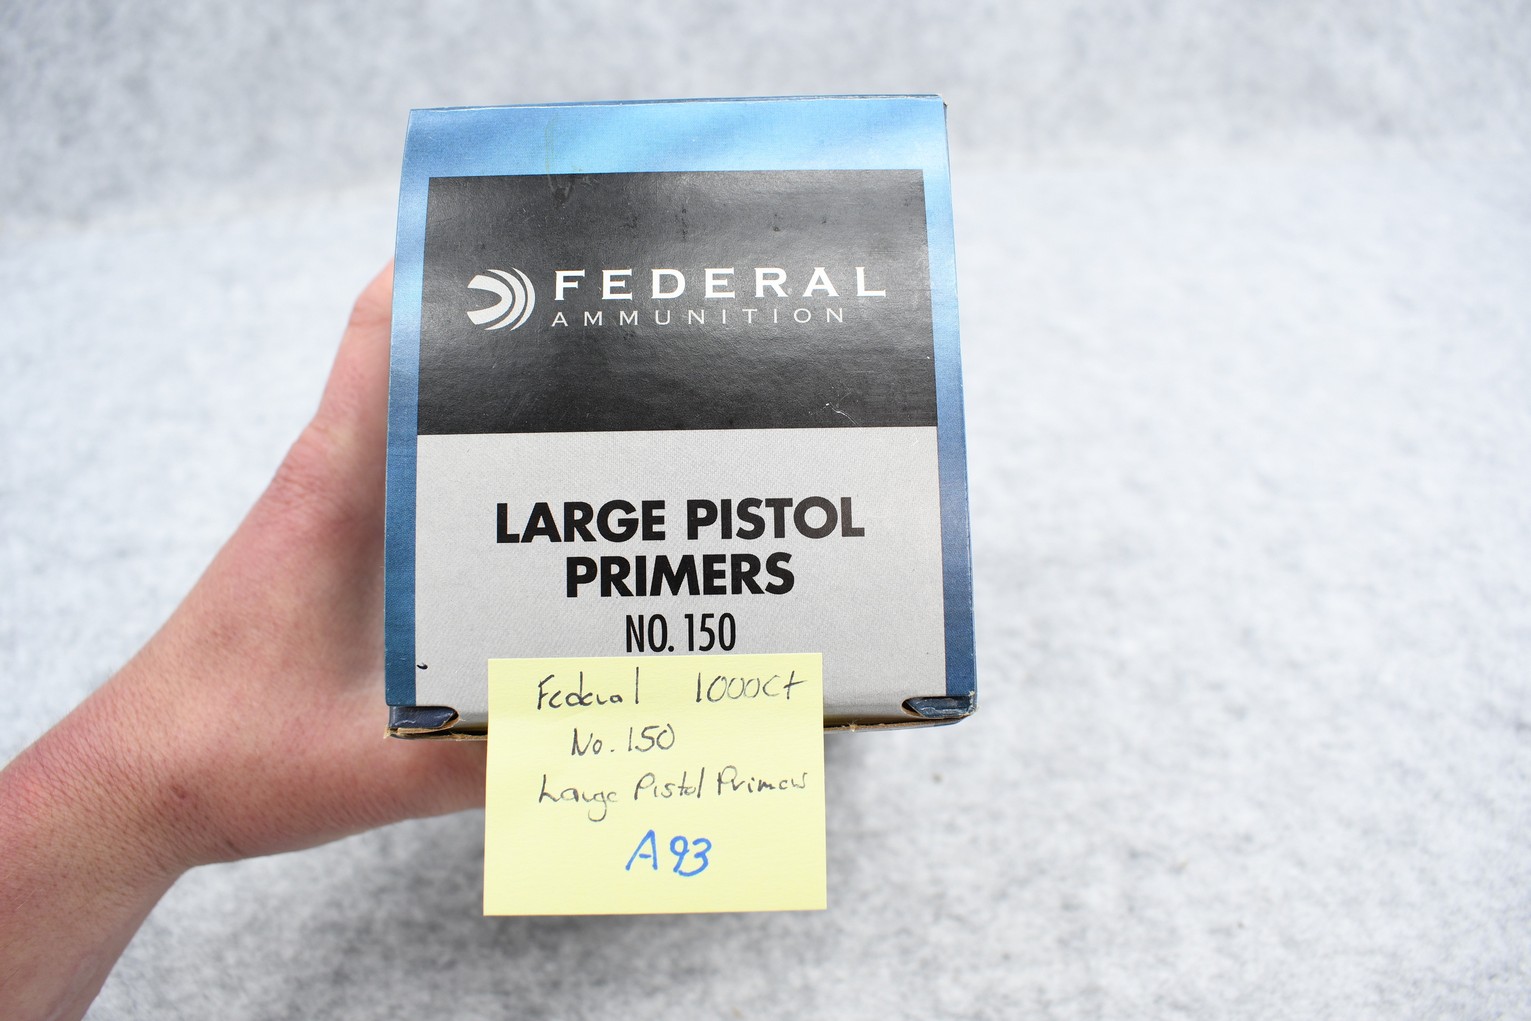 FEDERAL
AMMUNITION
LARGE PISTOL
PRIMERS
NO. 150
Federal 1000ct
No. 150
Large Pistol Primers
A93